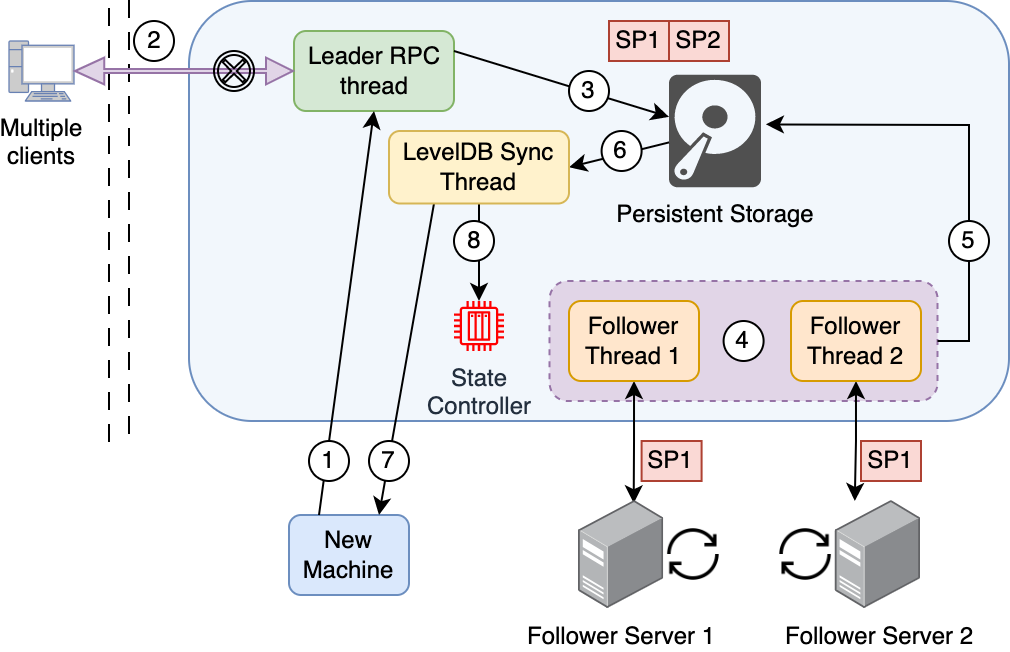 2
Leader RPC
thread
SP1
SP2
3
Multiple
clients
LevelDB Sync
Thread
6
Persistent Storage
8
5
State
Controller
Follower
Thread 1
4
Follower
Thread 2
1
7
SP1
SP1
New
Machine
Follower Server 1
Follower Server 2